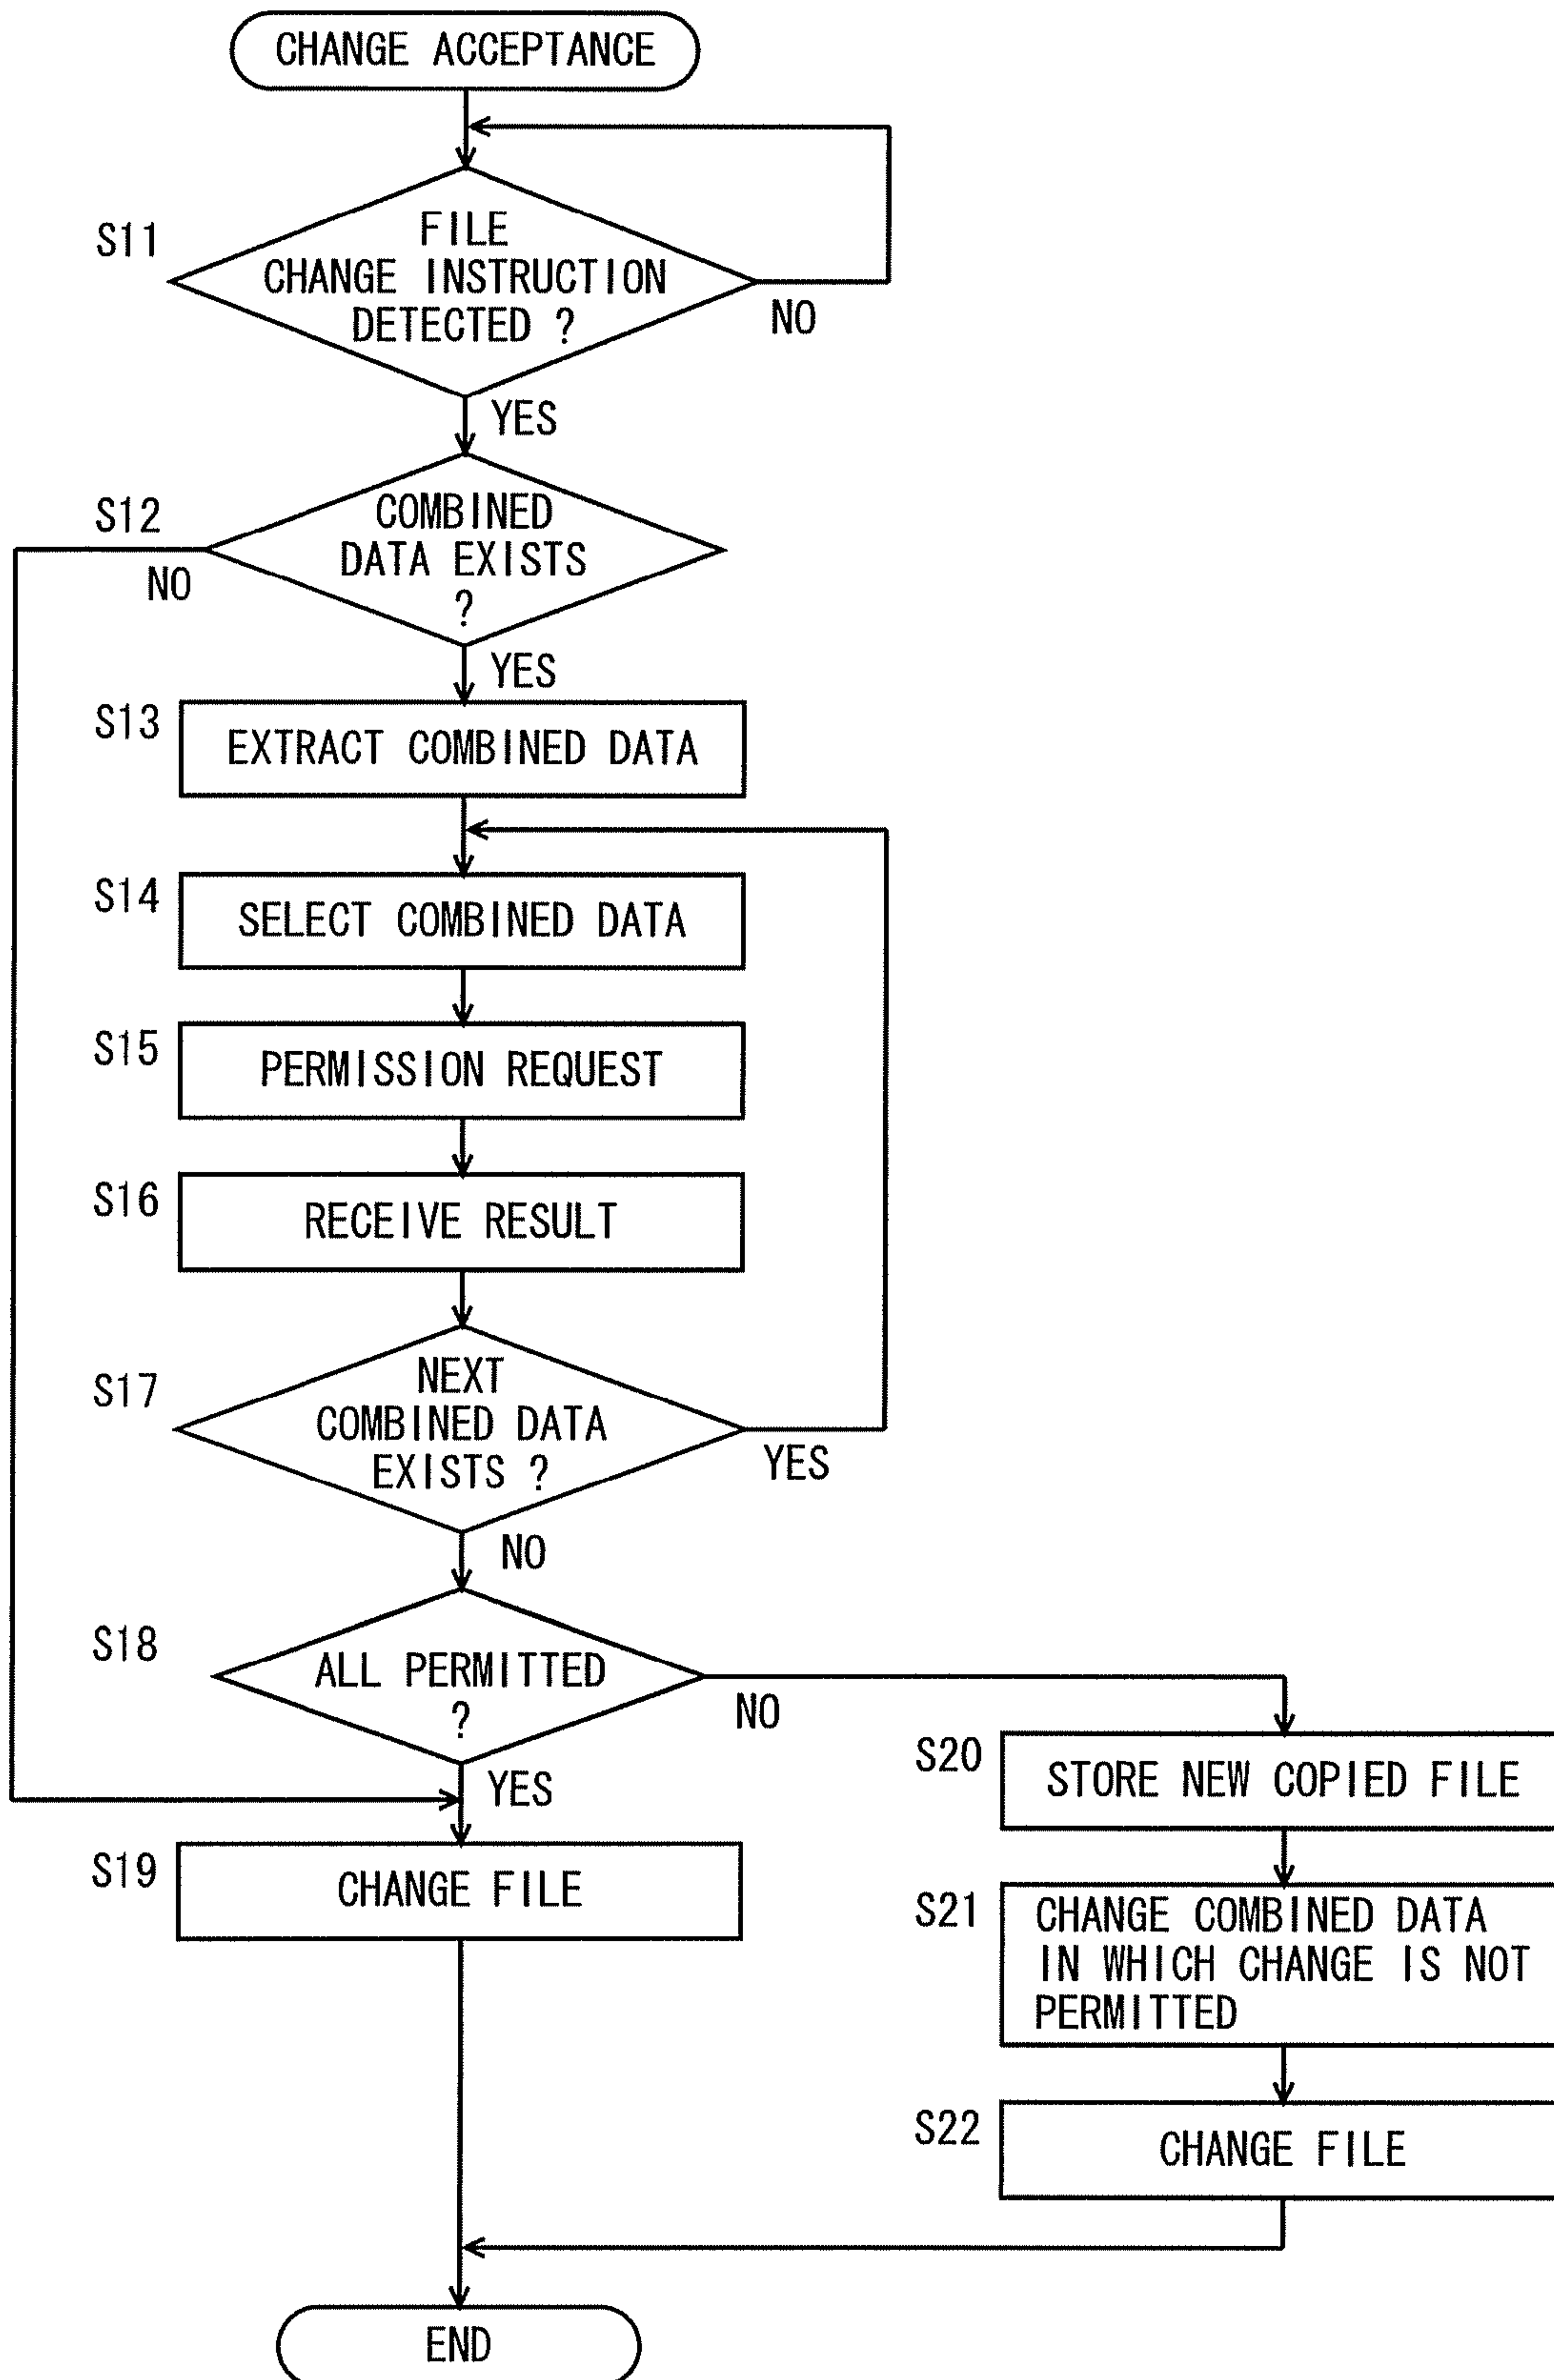 CHANGE ACCEPTANCE
S11
FILE
CHANGE INSTRUCTION
DETECTED ?
NO
YES
S12
COMBINED
DATA EXISTS
?
NO
YES
S13
EXTRACT COMBINED DATA
S14
SELECT COMBINED DATA
S15
PERMISSION REQUEST
S16
RECEIVE RESULT
S17
NEXT
COMBINED DATA
EXISTS ?
YES
NO
S18
ALL PERMITTED
?
NO
YES
S19
CHANGE FILE
S20
STORE NEW COPIED FILE
S21
CHANGE COMBINED DATA
IN WHICH CHANGE IS NOT
PERMITTED
S22
CHANGE FILE
END